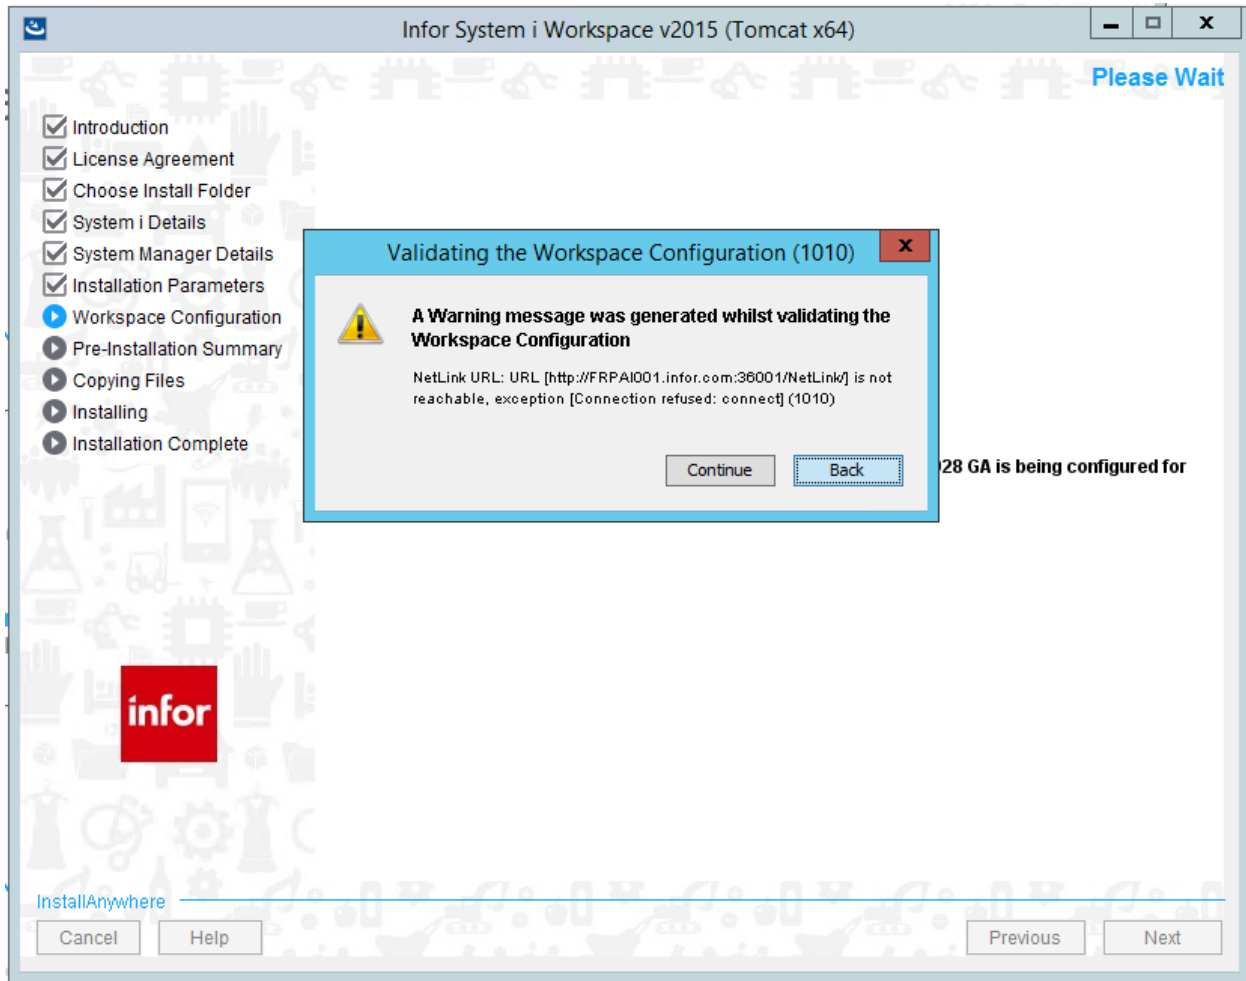 Infor System i Workspace v2015 (Tomcat x64)
Please Wait
Introduction
License Agreement
Choose Install Folder
System i Details
System Manager Details
Installation Parameters
Workspace Configuration
Pre-Installation Summary
Copying Files
Installing
Installation Complete
Validating the Workspace Configuration (1010)
A Warning message was generated whilst validating the
Workspace Configuration
NetLink URL: URL [http://FRPAI001.infor.com:36001/NetLink/] is not
reachable, exception [Connection refused: connect] (1010)
Continue
Back
028 GA is being configured for
infor
InstallAnywhere
Cancel
Help
Previous
Next